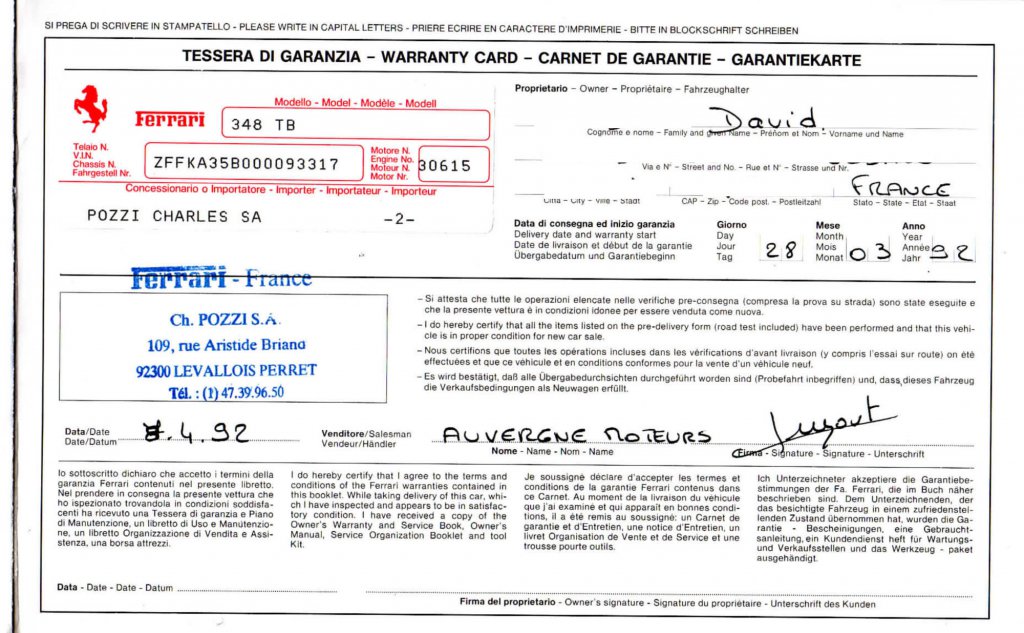 SI PREGA DI SCRIVERE IN STAMPATELLO - PLEASE WRITE IN CAPITAL LETTERS - PRIERE ECRIRE EN CARACTERE D'IMPRIMERIE - BITTE IN BLOCKSCHRIFT SCHREIBEN
TESSERA DI GARANZIA – WARRANTY CARD – CARNET DE GARANTIE – GARANTIEKARTE
Ferrari
Modello - Model - Modèle - Modell
348 TB
Telaio N.
V.I.N.
Chassis N.
Fahrgestell Nr.
ZFFKA35B000093317
Motore N.
Engine No.
Moteur N.
Motor Nr.
30615
Concessionario o Importatore - Importer - Importateur - Importeur
POZZI CHARLES SA -2-
Proprietario - Owner - Propriétaire - Fahrzeughalter
David.
Cognome e nome - Family and given Name - Prénom et Nom - Vorname und Name
Via e N° - Street and No. - Rue et N° - Strasse und Nr.
FRANCE
Città - City - Ville - Stadt CAP - Zip - Code post. - Postleitzahl Stato - State - Etat - Staat
Data di consegna ed inizio garanzia
Delivery date and warranty start
Date de livraison et début de la garantie
Übergabedatum und Garantiebeginn
Giorno
Day
Jour
Tag
28
Mese
Month
Mois
Monat
03
Anno
Year
Année
Jahr
92
Ferrari - France
Ch. POZZI S.A.
109, rue Aristide Briand
92300 LEVALLOIS PERRET
Tél. : (1) 47.39.96.50
– Si attesta che tutte le operazioni elencate nelle verifiche pre-consegna (compresa la prova su strada) sono state eseguite e
che la presente vettura è in condizioni idonee per essere venduta come nuova.
– I do hereby certify that all the items listed on the pre-delivery form (road test included) have been performed and that this vehi-
cle is in proper condition for new car sale.
– Nous certifions que toutes les opérations incluses dans les vérifications d'avant livraison (y compris l'essai sur route) on été
effectuées et que ce véhicule et en conditions conformes pour la vente d'un véhicule neuf.
– Es wird bestätigt, daß alle Übergabedurchsichten durchgeführt worden sind (Probefahrt inbegriffen) und, dass dieses Fahrzeug
die Verkaufsbedingungen als Neuwagen erfüllt.
Data/Date
Date/Datum
.4.92
Venditore/Salesman
Vendeur/Händler
AUVERGNE MOTEURS
Nome - Name - Nom - Name
Firma - Signature - Signature - Unterschrift
Io sottoscritto dichiaro che accetto i termini della
garanzia Ferrari contenuti nel presente libretto.
Nel prendere in consegna la presente vettura che
ho ispezionato trovandola in condizioni soddisfa-
centi ha ricevuto una Tessera di garanzia e Piano
di Manutenzione, un libretto di Uso e Manutenzio-
ne, un libretto Organizzazione di Vendita e Assi-
stenza, una borsa attrezzi.
I do hereby certify that I agree to the terms and
conditions of the Ferrari warranties contained in
this booklet. While taking delivery of this car, whi-
ch I have inspected and appears to be in satisfac-
tory condition. I have received a copy of the
Owner's Warranty and Service Book, Owner's
Manual, Service Organization Booklet and tool
Kit.
Je soussigné déclare d'accepter les termes et
conditions de la garantie Ferrari contenus dans
ce Carnet. Au moment de la livraison du véhicule
que j'ai examiné et qui apparaît en bonnes condi-
tions, il a été remis au soussigné: un Carnet de
garantie et d'Entretien, une notice d'Entretien, un
livret Organisation de Vente et de Service et une
trousse pourte outils.
Ich Unterzeichneter akzeptiere die Garantiebe-
stimmungen der Fa. Ferrari, die im Buch näher
beschrieben sind. Dem Unterzeichneten, der
das besichtigte Fahrzeug in einem zufriedenstel-
lenden Zustand übernommen hat, wurden die Ga-
rantie - Bescheinigungen, eine Gebraucht-
sanleitung, ein Kundendienst heft für Wartungs-
und Verkaufsstellen und das Werkzeug - paket
ausgehändigt.
Data - Date - Date - Datum
Firma del proprietario - Owner's signature - Signature du propriétaire - Unterschrift des Kunden